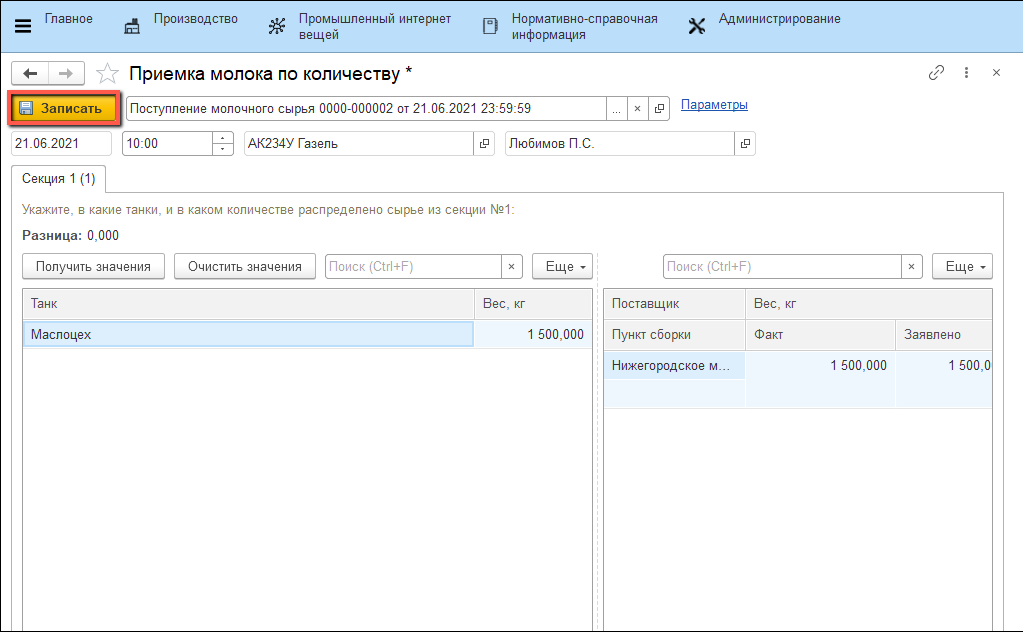 Главное
Производство
Промышленный интернет
вещей
Нормативно-справочная
информация
Администрирование
Приемка молока по количеству *
Записать
Поступление молочного сырья 0000-000002 от 21.06.2021 23:59:59
...
Параметры
21.06.2021
10:00
АК234У Газель
Любимов П.С.
Секция 1 (1)
Укажите, в какие танки, и в каком количестве распределено сырье из секции №1:
Разница: 0,000
Получить значения
Очистить значения
Поиск (Ctrl+F)
Еще
Поиск (Ctrl+F)
Еще
Танк
Вес, кг
Маслоцех
1 500,000
Поставщик
Вес, кг
Пункт сборки
Факт
Заявлено
Нижегородское м...
1 500,000
1 500,0